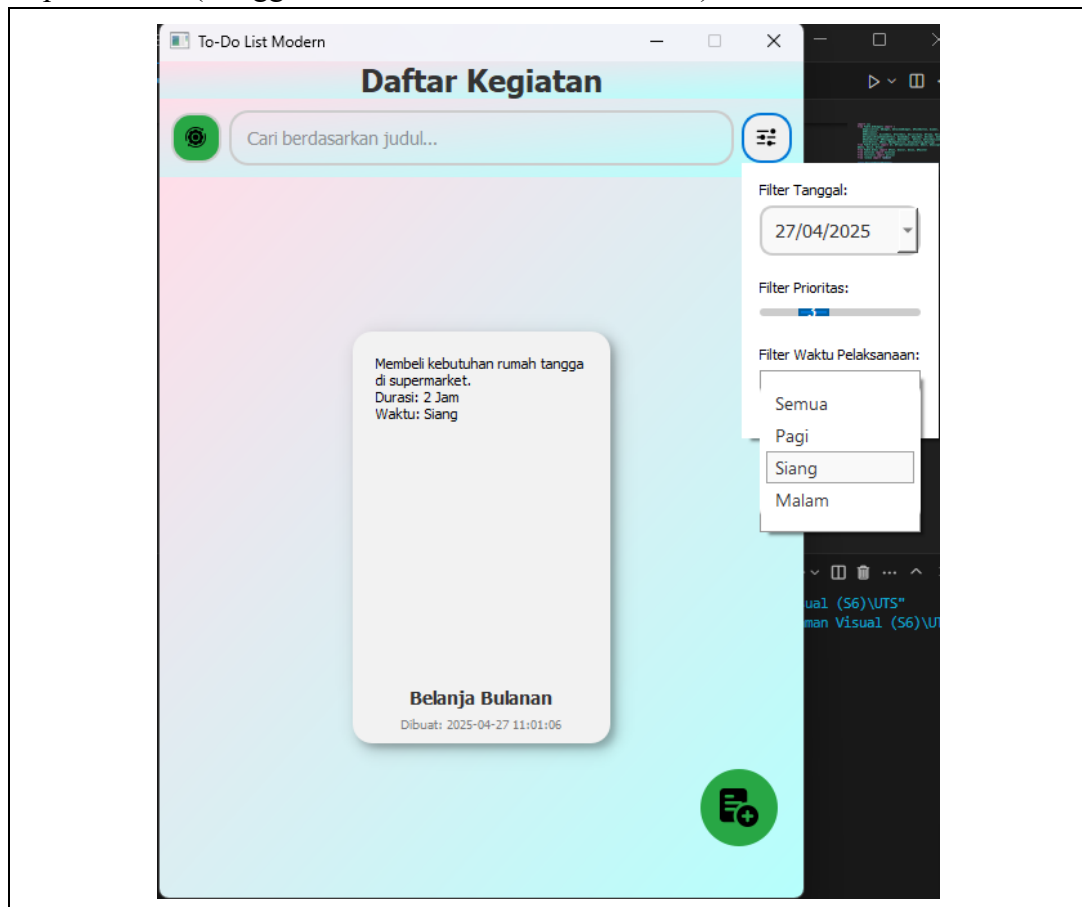 To-Do List Modern
Daftar Kegiatan
Cari berdasarkan judul...
Filter Tanggal:
27/04/2025
Filter Prioritas:
3
Filter Waktu Pelaksanaan:
Semua
Pagi
Siang
Malam
Membeli kebutuhan rumah tangga
di supermarket.
Durasi: 2 Jam
Waktu: Siang
Belanja Bulanan
Dibuat: 2025-04-27 11:01:06
ual (S6)\UTS"
man Visual (S6)\U